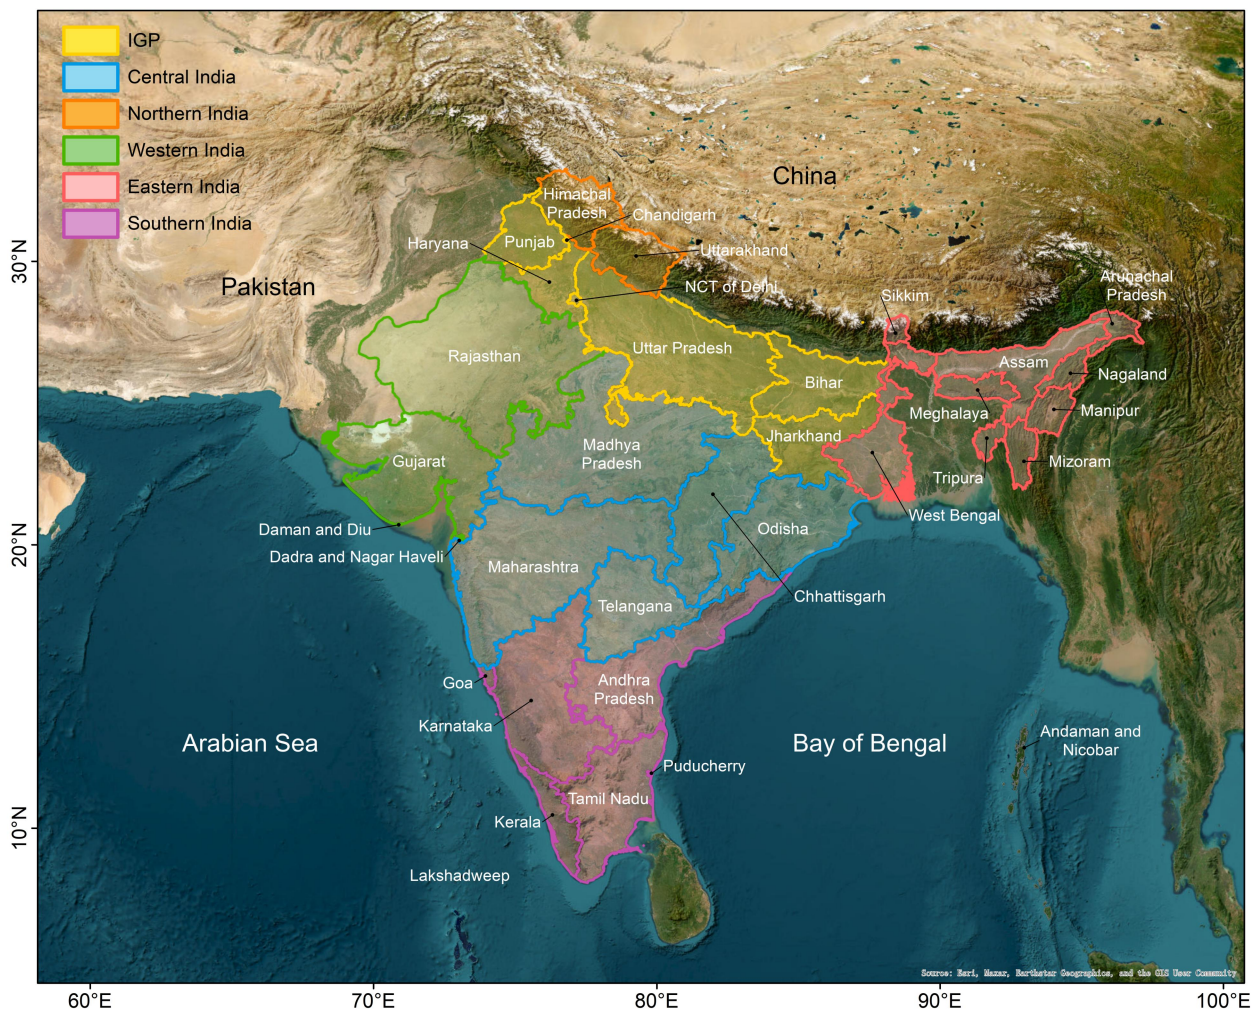 IGP
Central India
Northern India
Western India
Eastern India
Southern India
China
Pakistan
Himachal
Pradesh
Chandigarh
Punjab
Haryana
Uttarakhand
NCT of Delhi
Sikkim
Arunachal
Pradesh
Rajasthan
Uttar Pradesh
Bihar
Assam
Nagaland
Meghalaya
Manipur
Jharkhand
Madhya
Pradesh
Gujarat
Tripura
Mizoram
West Bengal
Daman and Diu
Dadra and Nagar Haveli
Odisha
Maharashtra
Chhattisgarh
Telangana
Goa
Andhra
Pradesh
Karnataka
Arabian Sea
Bay of Bengal
Andaman and
Nicobar
Puducherry
Tamil Nadu
Kerala
Lakshadweep
Source: Esri, Maxar, Earthstar Geographics, and the GIS User Community
30°N
20°N
10°N
60°E
70°E
80°E
90°E
100°E